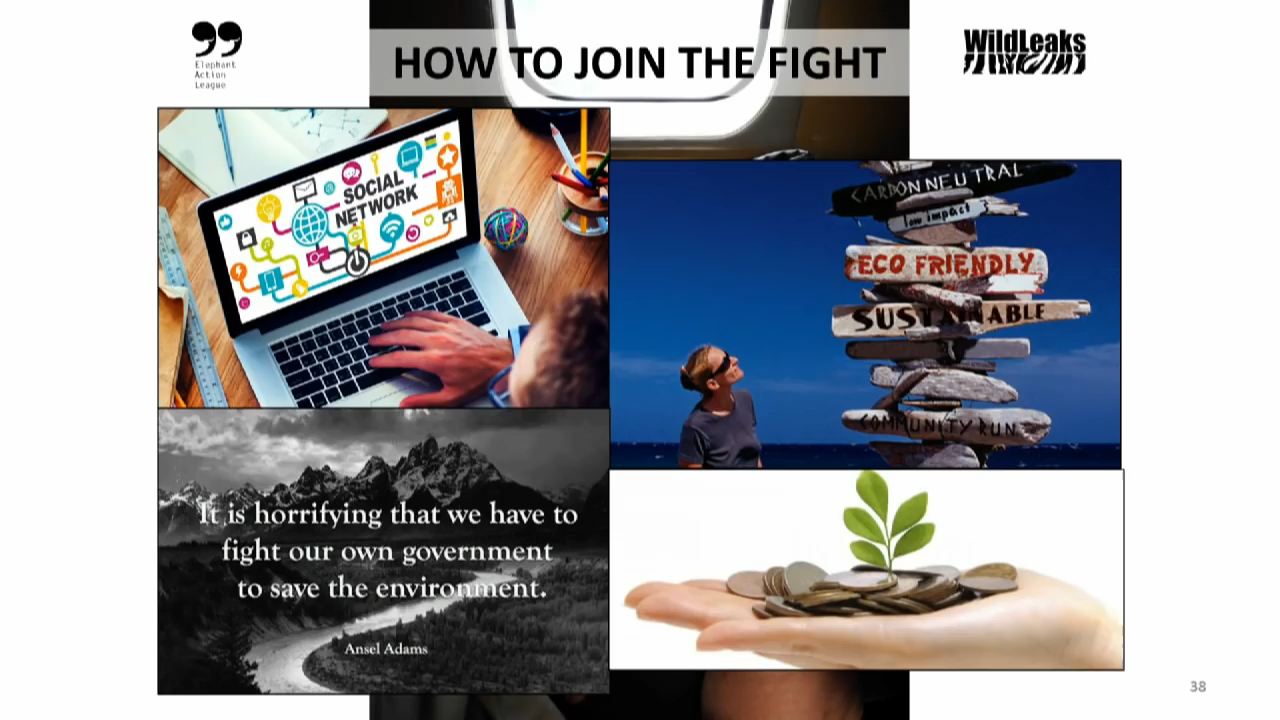 Elephant
Action
League
HOW TO JOIN THE FIGHT
WildLeaks
SOCIAL
NETWORK
CARBON NEUTRAL
low impact
ECO FRIENDLY
SUSTAINABLE
COMMUNITY RUN
It is horrifying that we have to
fight our own government
to save the environment.
Ansel Adams
38